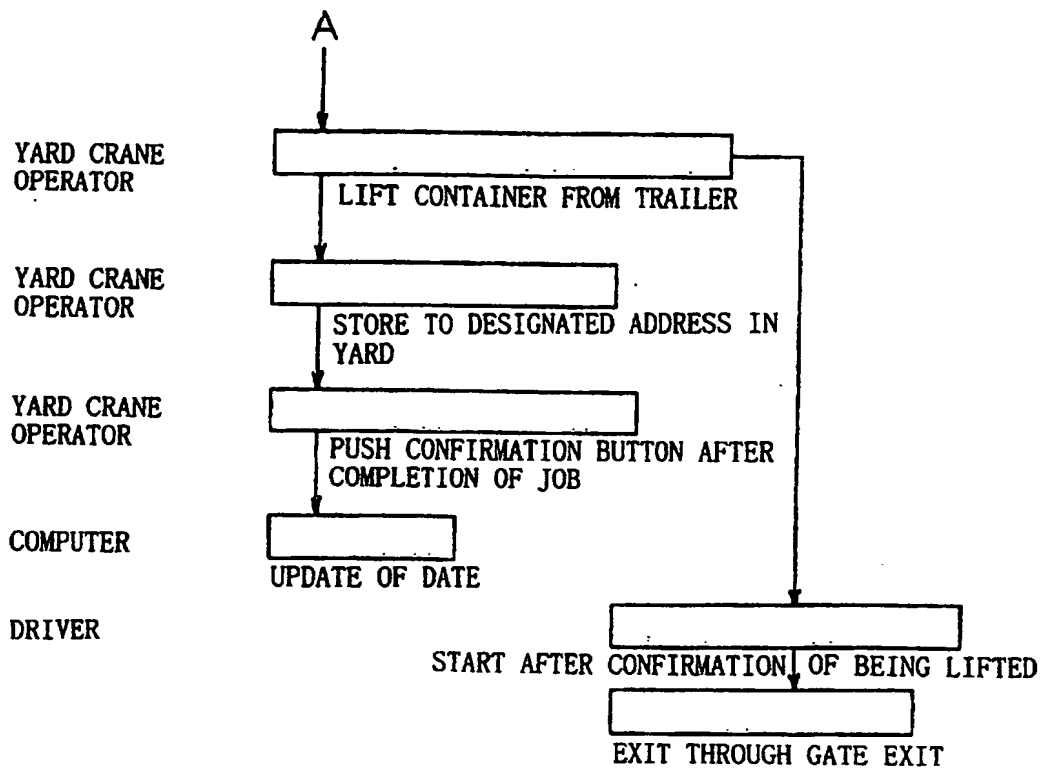 A
YARD CRANE
OPERATOR
LIFT CONTAINER FROM TRAILER
YARD CRANE
OPERATOR
STORE TO DESIGNATED ADDRESS IN
YARD
YARD CRANE
OPERATOR
PUSH CONFIRMATION BUTTON AFTER
COMPLETION OF JOB
COMPUTER
UPDATE OF DATE
DRIVER
START AFTER CONFIRMATION OF BEING LIFTED
EXIT THROUGH GATE EXIT